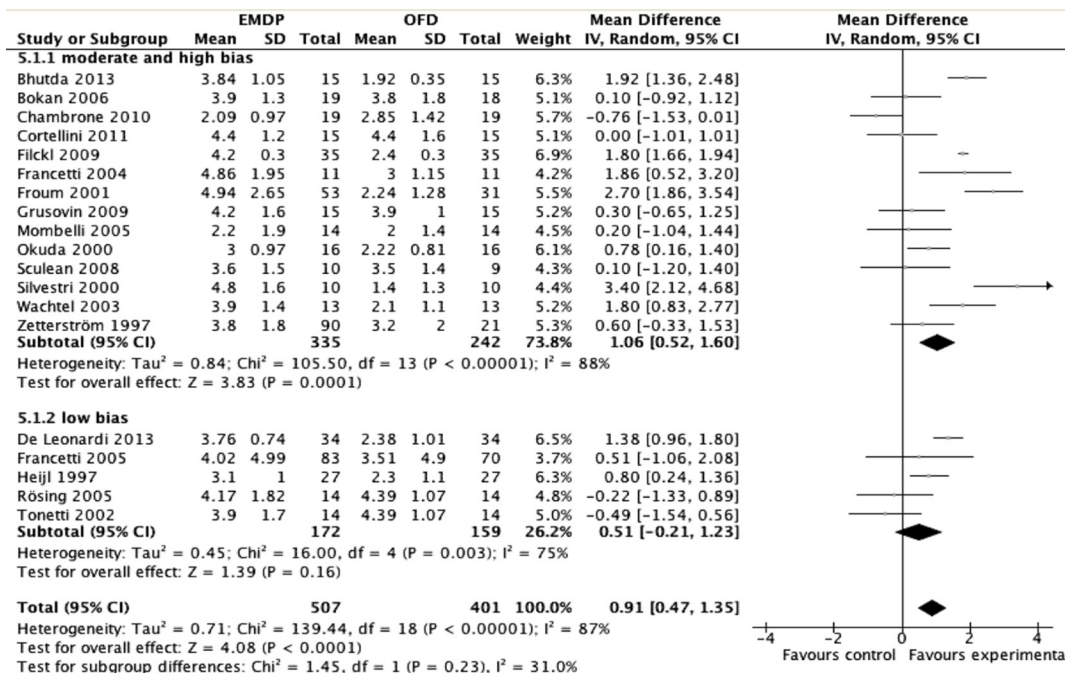 EMDP OFD Mean Difference Mean Difference
Study or Subgroup Mean SD Total Mean SD Total Weight IV, Random, 95% CI IV, Random, 95% CI
5.1.1 moderate and high bias
Bhutda 2013 3.84 1.05 15 1.92 0.35 15 6.3% 1.92 [1.36, 2.48]
Bokan 2006 3.9 1.3 19 3.8 1.8 18 5.1% 0.10 [-0.92, 1.12]
Chambrone 2010 2.09 0.97 19 2.85 1.42 19 5.7% -0.76 [-1.53, 0.01]
Cortellini 2011 4.4 1.2 15 4.4 1.6 15 5.1% 0.00 [-1.01, 1.01]
Filckl 2009 4.2 0.3 35 2.4 0.3 35 6.9% 1.80 [1.66, 1.94]
Francetti 2004 4.86 1.95 11 3 1.15 11 4.2% 1.86 [0.52, 3.20]
Froum 2001 4.94 2.65 53 2.24 1.28 31 5.5% 2.70 [1.86, 3.54]
Grusovin 2009 4.2 1.6 15 3.9 1 15 5.2% 0.30 [-0.65, 1.25]
Mombelli 2005 2.2 1.9 14 2 1.4 14 4.5% 0.20 [-1.04, 1.44]
Okuda 2000 3 0.97 16 2.22 0.81 16 6.1% 0.78 [0.16, 1.40]
Sculean 2008 3.6 1.5 10 3.5 1.4 9 4.3% 0.10 [-1.20, 1.40]
Silvestri 2000 4.8 1.6 10 1.4 1.3 10 4.4% 3.40 [2.12, 4.68]
Wachtel 2003 3.9 1.4 13 2.1 1.1 13 5.2% 1.80 [0.83, 2.77]
Zetterström 1997 3.8 1.8 90 3.2 2 21 5.3% 0.60 [-0.33, 1.53]
Subtotal (95% CI) 335 242 73.8% 1.06 [0.52, 1.60]
Heterogeneity: Tau² = 0.84; Chi² = 105.50, df = 13 (P < 0.00001); I² = 88%
Test for overall effect: Z = 3.83 (P = 0.0001)
5.1.2 low bias
De Leonardi 2013 3.76 0.74 34 2.38 1.01 34 6.5% 1.38 [0.96, 1.80]
Francetti 2005 4.02 4.99 83 3.51 4.9 70 3.7% 0.51 [-1.06, 2.08]
Heijl 1997 3.1 1 27 2.3 1.1 27 6.3% 0.80 [0.24, 1.36]
Rösing 2005 4.17 1.82 14 4.39 1.07 14 4.8% -0.22 [-1.33, 0.89]
Tonetti 2002 3.9 1.7 14 4.39 1.07 14 5.0% -0.49 [-1.54, 0.56]
Subtotal (95% CI) 172 159 26.2% 0.51 [-0.21, 1.23]
Heterogeneity: Tau² = 0.45; Chi² = 16.00, df = 4 (P = 0.003); I² = 75%
Test for overall effect: Z = 1.39 (P = 0.16)
Total (95% CI) 507 401 100.0% 0.91 [0.47, 1.35]
Heterogeneity: Tau² = 0.71; Chi² = 139.44, df = 18 (P < 0.00001); I² = 87%
Test for overall effect: Z = 4.08 (P < 0.0001)
Test for subgroup differences: Chi² = 1.45, df = 1 (P = 0.23), I² = 31.0%
-4 -2 0 2 4
Favours control Favours experimenta